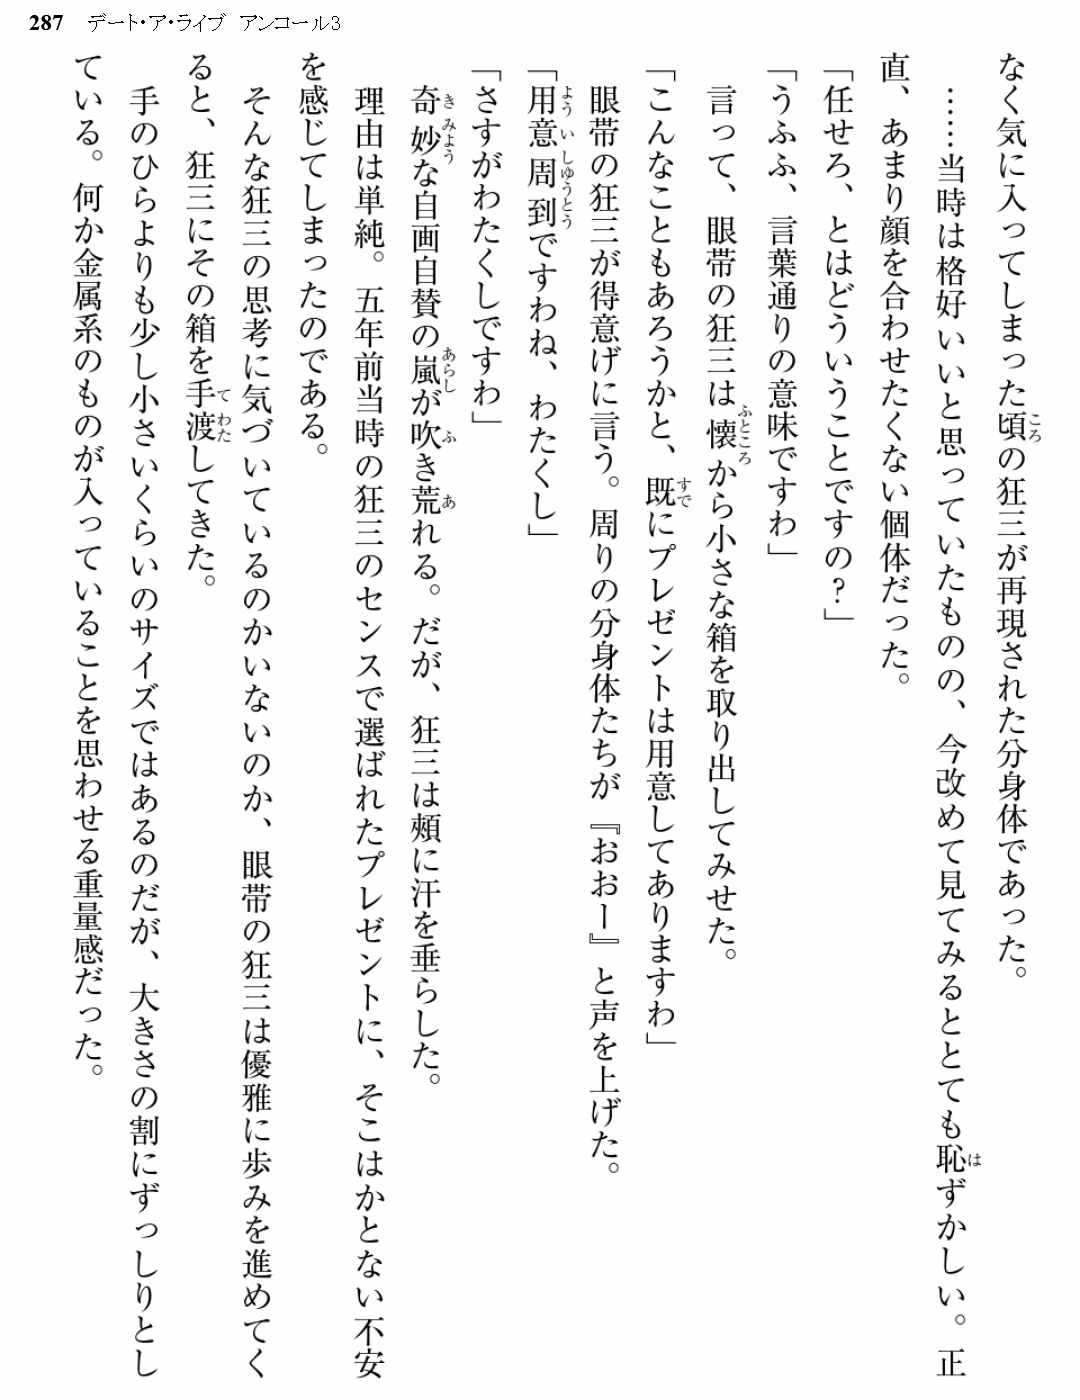 287 デート・ア・ライブ アンコール3
なく気に入ってしまった頃の狂三が再現された分身体であった。
……当時は格好いいと思っていたものの、今改めて見てみるととても恥ずかしい。正
直、あまり顔を合わせたくない個体だった。
「任せろ、とはどういうことですの？」
「うふふ、言葉通りの意味ですわ」
言って、眼帯の狂三は懐から小さな箱を取り出してみせた。
「こんなこともあろうかと、既にプレゼントは用意してありますわ」
眼帯の狂三が得意げに言う。周りの分身体たちが『おおー』と声を上げた。
「用意周到ですわね、わたくし」
「さすがわたくしですわ」
奇妙な自画自賛の嵐が吹き荒れる。だが、狂三は頰に汗を垂らした。
理由は単純。五年前当時の狂三のセンスで選ばれたプレゼントに、そこはかとない不安
を感じてしまったのである。
そんな狂三の思考に気づいているのかいないのか、眼帯の狂三は優雅に歩みを進めてく
ると、狂三にその箱を手渡してきた。
手のひらよりも少し小さいくらいのサイズではあるのだが、大きさの割にずっしりとし
ている。何か金属系のものが入っていることを思わせる重量感だった。